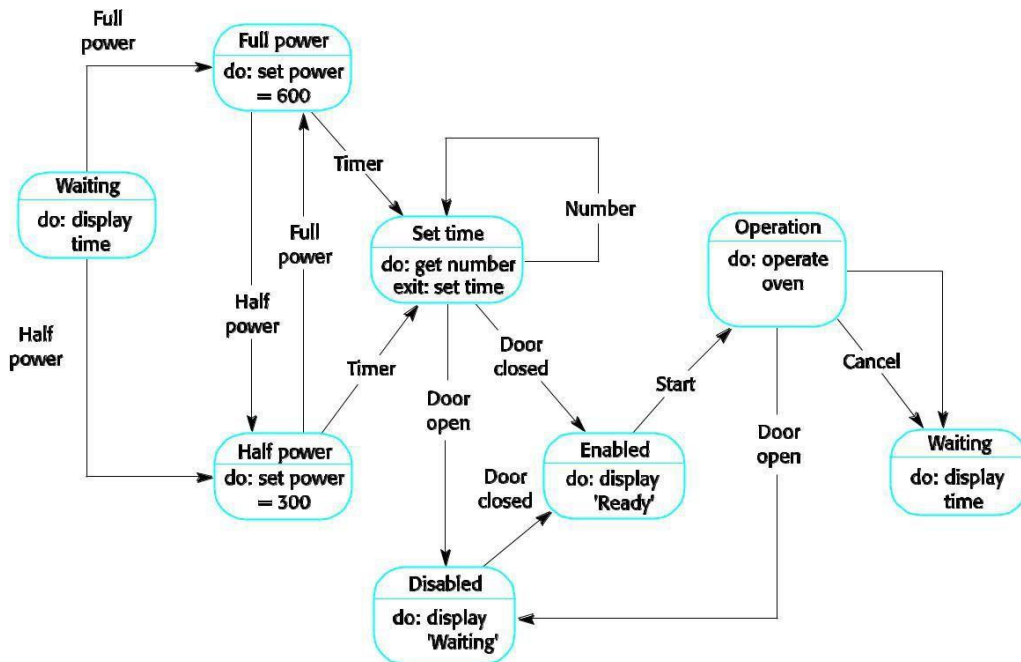 Full
power
Full power
do: set power
= 600
Timer
Waiting
do: display
time
Full
power
Half
power
Half
power
Set time
do: get number
exit: set time
Number
Operation
do: operate
oven
Timer
Door
closed
Door
open
Start
Cancel
Door
open
Half power
do: set power
= 300
Door
closed
Enabled
do: display
'Ready'
Waiting
do: display
time
Disabled
do: display
'Waiting'